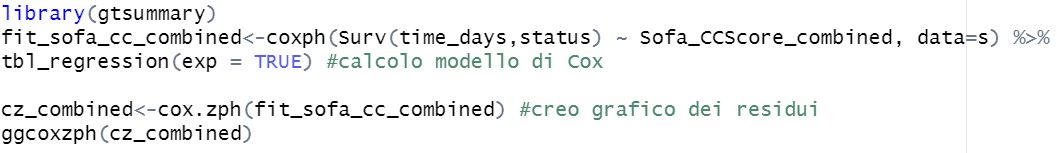 library(gtsummary)
fit_sofa_cc_combined<-coxph(Surv(time_days,status) ~ Sofa_CCScore_combined, data=s) %>%
tbl_regression(exp = TRUE) #calcolo modello di Cox
cz_combined<-cox.zph(fit_sofa_cc_combined) #creo grafico dei residui
ggcoxzph(cz_combined)